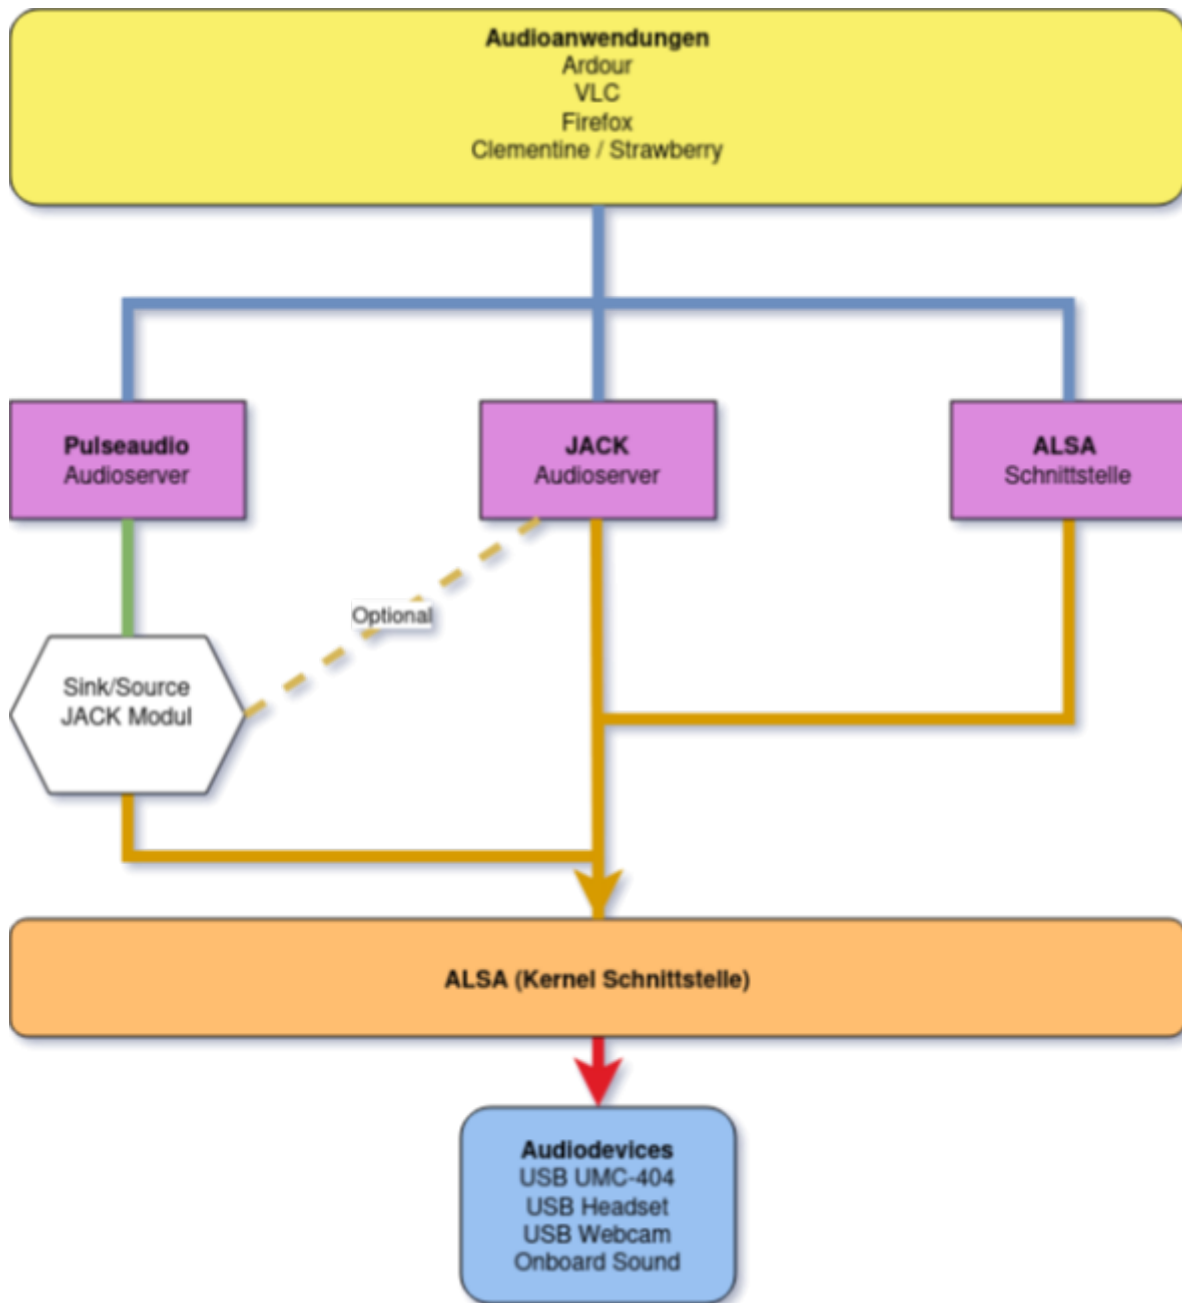 Audioanwendungen
Ardour
VLC
Firefox
Clementine / Strawberry
Pulseaudio
Audioserver
JACK
Audioserver
ALSA
Schnittstelle
Optional
Sink/Source
JACK Modul
ALSA (Kernel Schnittstelle)
Audiodevices
USB UMC-404
USB Headset
USB Webcam
Onboard Sound